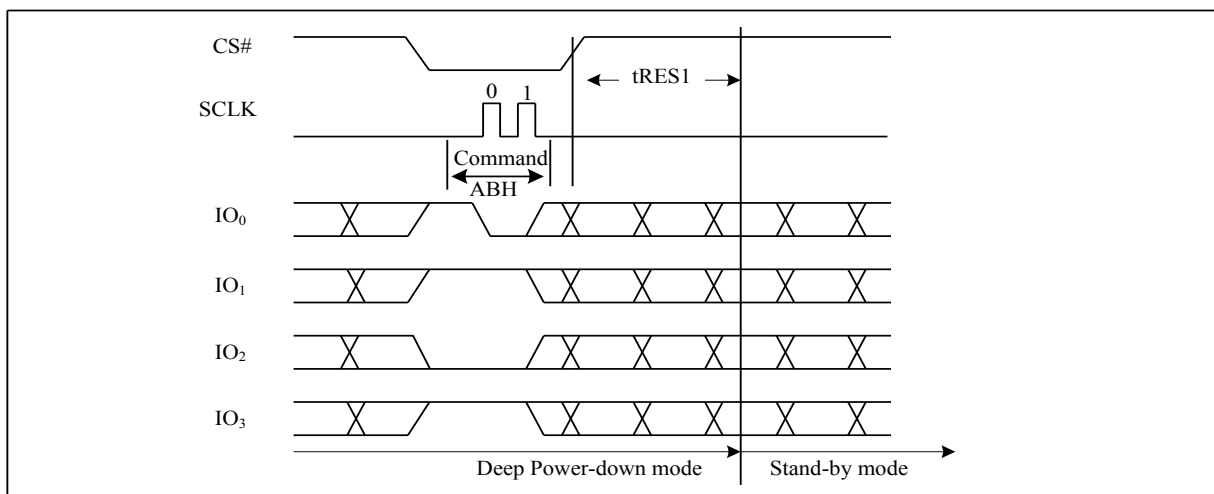 CS#
tRES1
0 1
SCLK
Command
ABH
IO₀
IO₁
IO₂
IO₃
Deep Power-down mode Stand-by mode